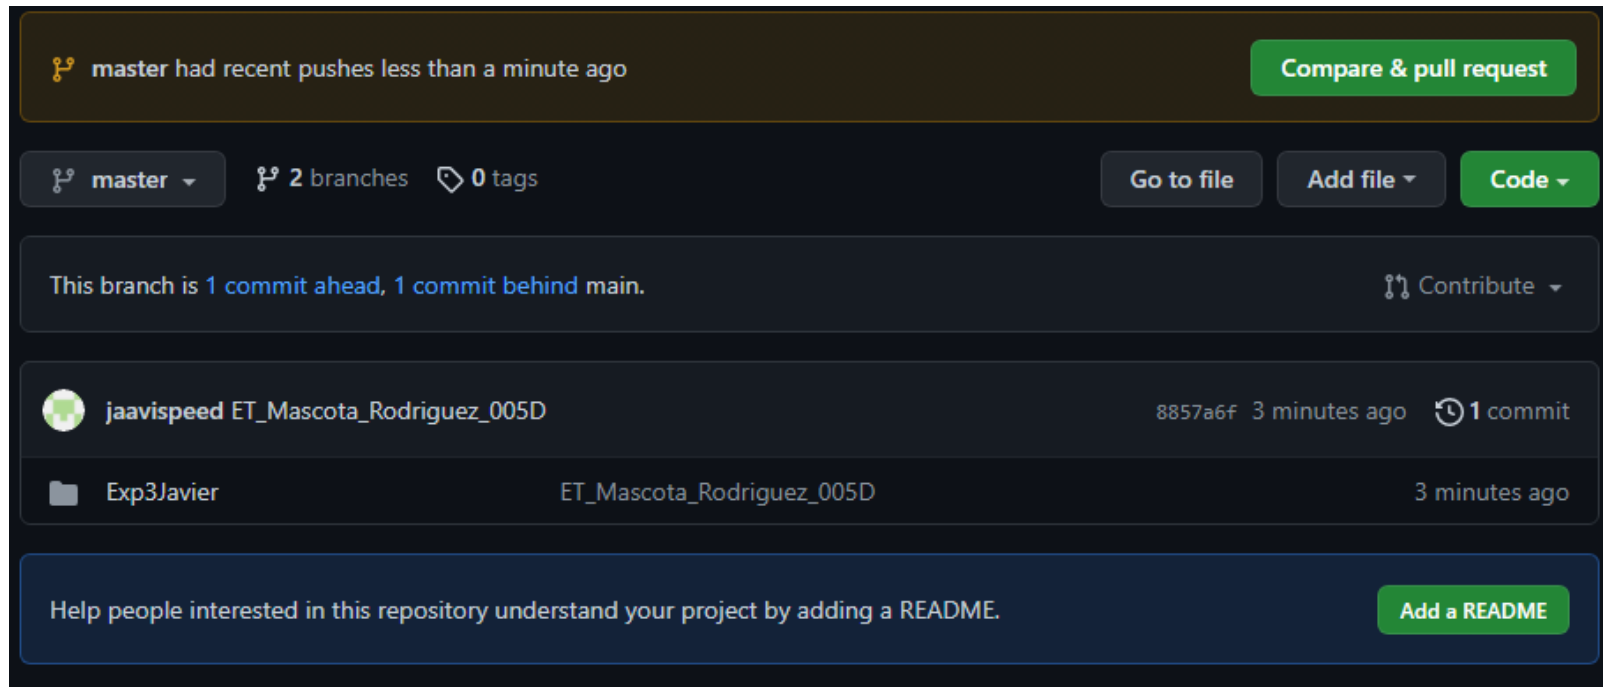 master had recent pushes less than a minute ago Compare & pull request
master 2 branches 0 tags Go to file Add file Code
This branch is 1 commit ahead, 1 commit behind main. Contribute
jaavispeed ET_Mascota_Rodriguez_005D 8857a6f 3 minutes ago 1 commit
Exp3Javier ET_Mascota_Rodriguez_005D 3 minutes ago
Help people interested in this repository understand your project by adding a README. Add a README